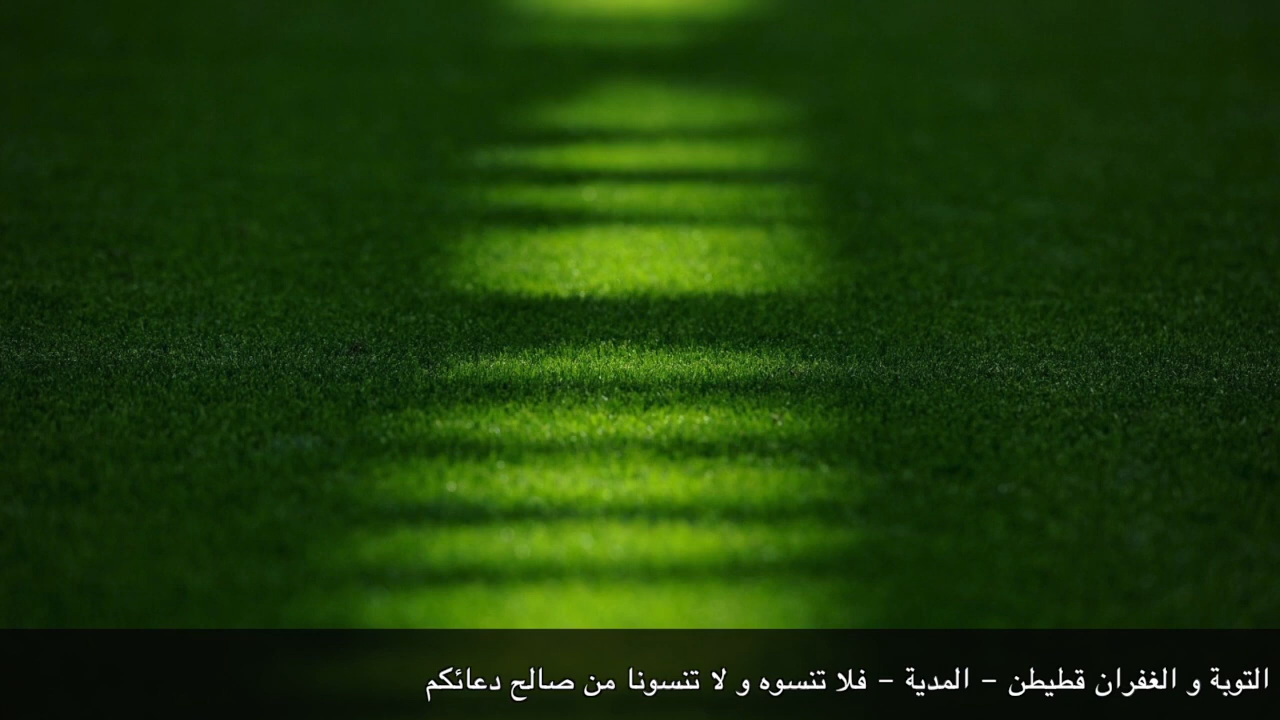 التوبة و الغفران قطيطن - المدية - فلا تنسوه و لا تنسونا من صالح دعائكم